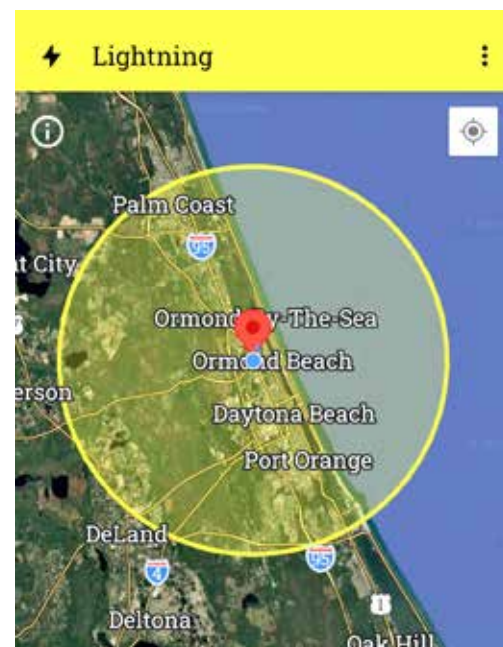 Lightning
Palm Coast
95
t City
Ormond-By-The-Sea
Ormond Beach
erson
Daytona Beach
Port Orange
DeLand
95
4
1
Deltona
Oak Hill